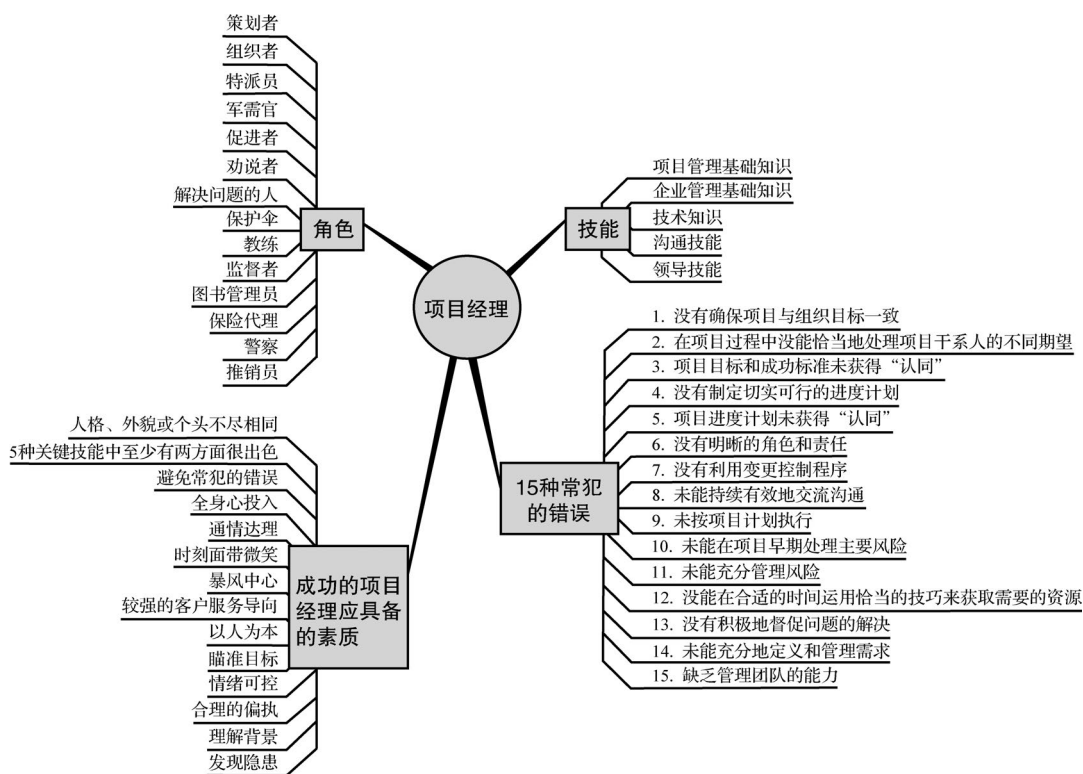 策划者
组织者
特派员
军需官
促进者
劝说者
解决问题的人
保护伞
教练
监督者
图书管理员
保险代理
警察
推销员
角色
项目经理
技能
项目管理基础知识
企业管理基础知识
技术知识
沟通技能
领导技能
15种常犯
的错误
1. 没有确保项目与组织目标一致
2. 在项目过程中没能恰当地处理项目干系人的不同期望
3. 项目目标和成功标准未获得“认同”
4. 没有制定切实可行的进度计划
5. 项目进度计划未获得“认同”
6. 没有明晰的角色和责任
7. 没有利用变更控制程序
8. 未能持续有效地交流沟通
9. 未按项目计划执行
10. 未能在项目早期处理主要风险
11. 未能充分管理风险
12. 没能在合适的时间运用恰当的技巧来获取需要的资源
13. 没有积极地督促问题的解决
14. 未能充分地定义和管理需求
15. 缺乏管理团队的能力
人格、外貌或个头不尽相同
5种关键技能中至少有两方面很出色
避免常犯的错误
全身心投入
通情达理
时刻面带微笑
暴风中心
较强的客户服务导向
以人为本
瞄准目标
情绪可控
合理的偏执
理解背景
发现隐患
成功的项目
经理应具备
的素质